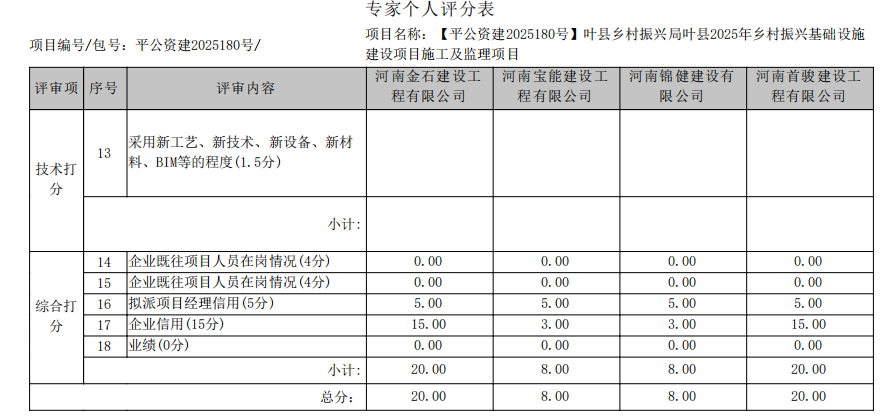 专家个人评分表
项目编号/包号：平公资建2025180号/
项目名称：【平公资建2025180号】叶县乡村振兴局叶县2025年乡村振兴基础设施
建设项目施工及监理项目
评审项 序号 评审内容 河南金石建设工程有限公司 河南宝能建设工程有限公司 河南锦健建设有限公司 河南首骏建设工程有限公司
技术打分
13 采用新工艺、新技术、新设备、新材料、BIM等的程度(1.5分)
小计:
综合打分
14 企业既往项目人员在岗情况(4分) 0.00 0.00 0.00 0.00
15 企业既往项目人员在岗情况(4分) 0.00 0.00 0.00 0.00
16 拟派项目经理信用(5分) 5.00 5.00 5.00 5.00
17 企业信用(15分) 15.00 3.00 3.00 15.00
18 业绩(0分) 0.00 0.00 0.00 0.00
小计: 20.00 8.00 8.00 20.00
总分： 20.00 8.00 8.00 20.00